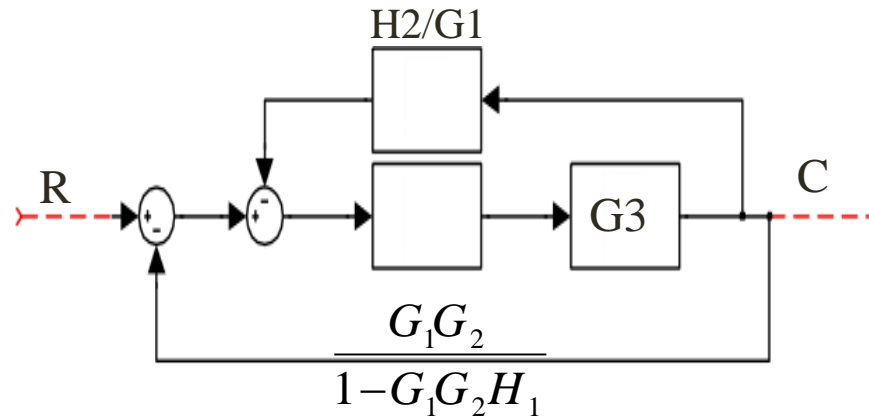 H2/G1
R
+
-
+
-
G3
C
G₁G₂
1-G₁G₂H₁